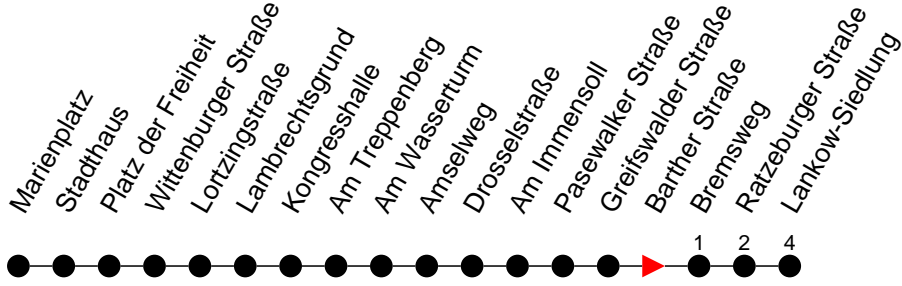 Marienplatz
Stadthaus
Platz der Freiheit
Wittenburger Straße
Lortzingstraße
Lambrechtsgrund
Kongresshalle
Am Treppenberg
Am Wasserturm
Amselweg
Drosselstraße
Am Immensoll
Pasewalker Straße
Greifswalder Straße
Barther Straße
Bremsweg
Ratzeburger Straße
Lankow-Siedlung
1 2 4